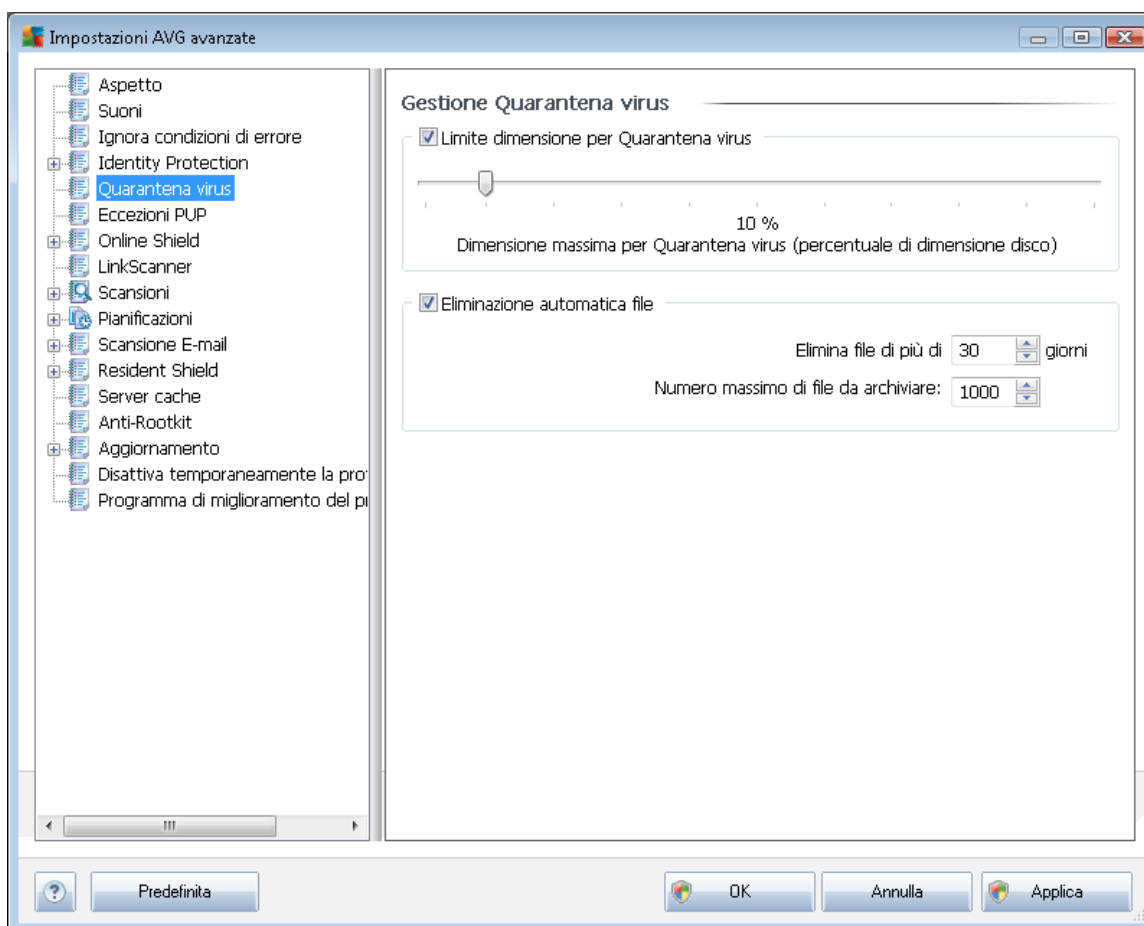 Impostazioni AVG avanzate
Aspetto
Suoni
Ignora condizioni di errore
Identity Protection
Quarantena virus
Eccezioni PUP
Online Shield
LinkScanner
Scansioni
Pianificazioni
Scansione E-mail
Resident Shield
Server cache
Anti-Rootkit
Aggiornamento
Disattiva temporaneamente la pro
Programma di miglioramento del p
Gestione Quarantena virus
Limite dimensione per Quarantena virus
10 %
Dimensione massima per Quarantena virus (percentuale di dimensione disco)
Eliminazione automatica file
Elimina file di più di 30 giorni
Numero massimo di file da archiviare: 1000
? Predefinita OK Annulla Applica